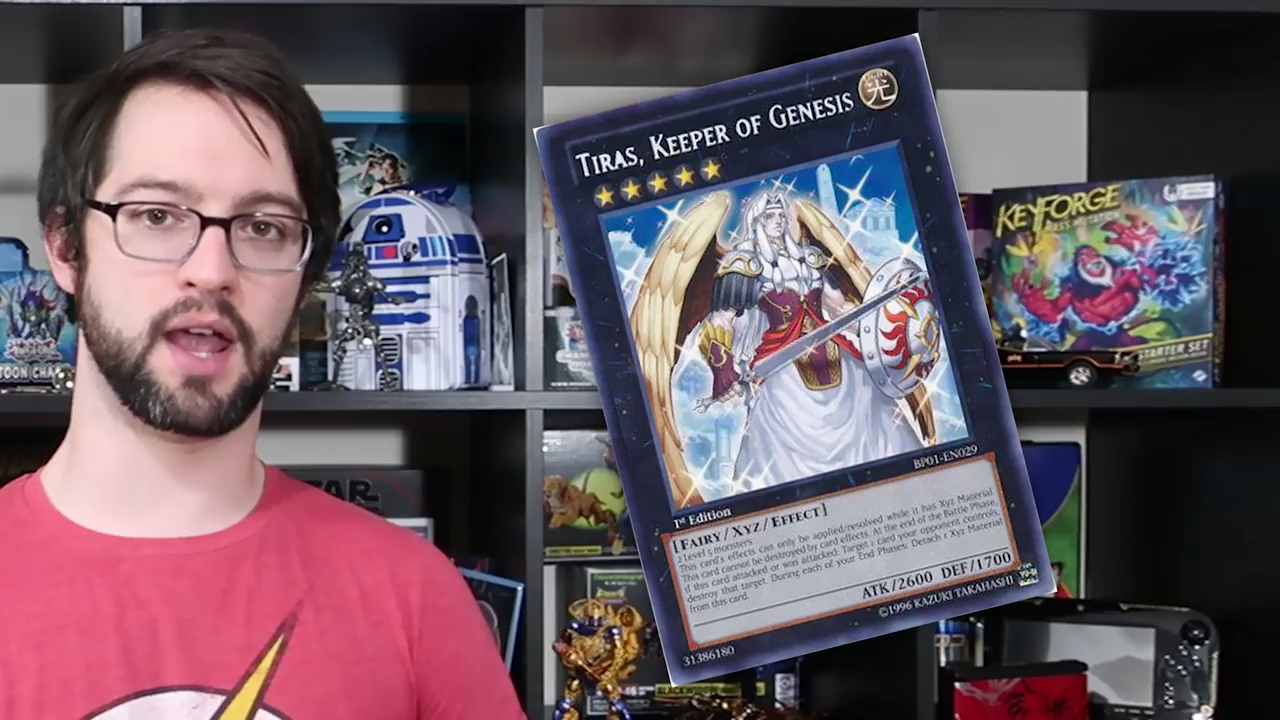 TIRAS, KEEPER OF GENESIS
光
BP01-EN029
1st Edition
[FAIRY / XYZ / EFFECT]
2 Level 5 monsters
This card's effects can only be applied/resolved while it has Xyz Material.
This card cannot be destroyed by card effects. At the end of the Battle Phase,
if this card attacked or was attacked: Target 1 card your opponent controls;
destroy that target. During each of your End Phases: Detach 1 Xyz Material
from this card.
ATK/2600 DEF/1700
31386180
©1996 KAZUKI TAKAHASHI
KEYFORGE
STARTER SET
TOON CHA